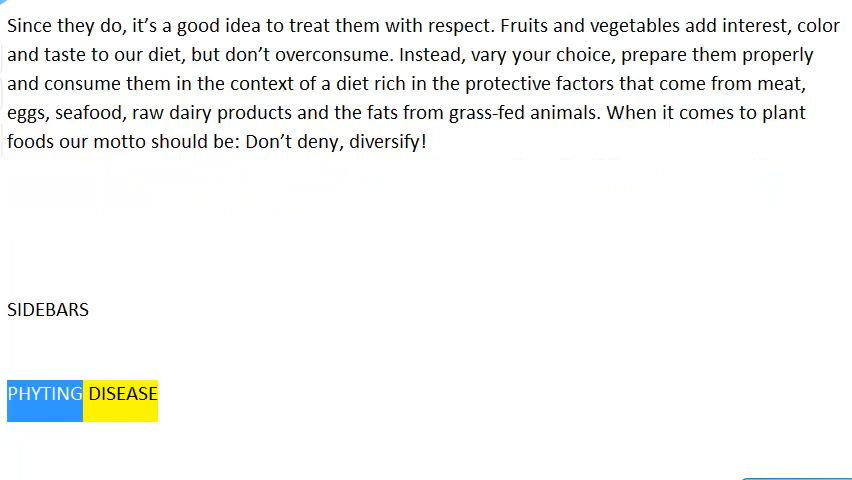 Since they do, it’s a good idea to treat them with respect. Fruits and vegetables add interest, color
and taste to our diet, but don’t overconsume. Instead, vary your choice, prepare them properly
and consume them in the context of a diet rich in the protective factors that come from meat,
eggs, seafood, raw dairy products and the fats from grass-fed animals. When it comes to plant
foods our motto should be: Don’t deny, diversify!
SIDEBARS
PHYTING DISEASE